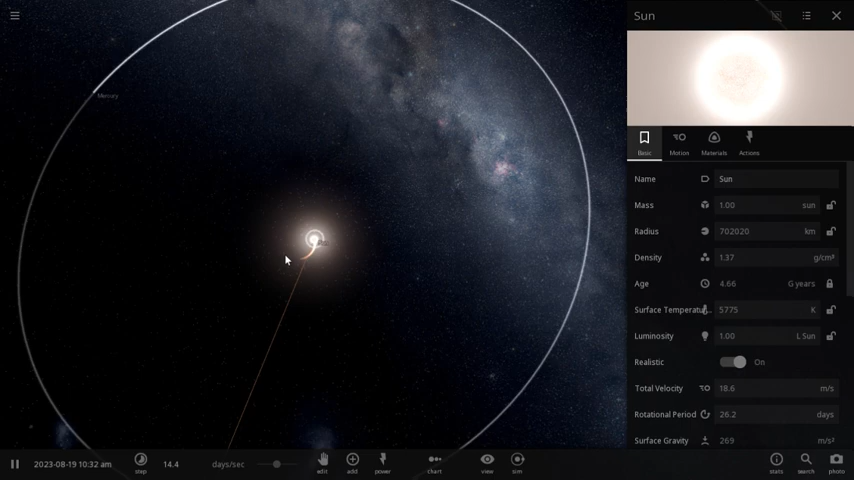 Sun
Mercury
Basic
Motion
Materials
Actions
Name Sun
Mass 1.00 sun
Radius 702020 km
Density 1.37 g/cm³
Age 4.66 G years
Surface Temperatu... 5775 K
Luminosity 1.00 L Sun
Realistic On
Total Velocity 18.6 m/s
Rotational Period 26.2 days
Surface Gravity 269 m/s²
2023-08-19 10:32 am
step
14.4 days/sec
edit
add
power
chart
view
sim
stats
search
photo